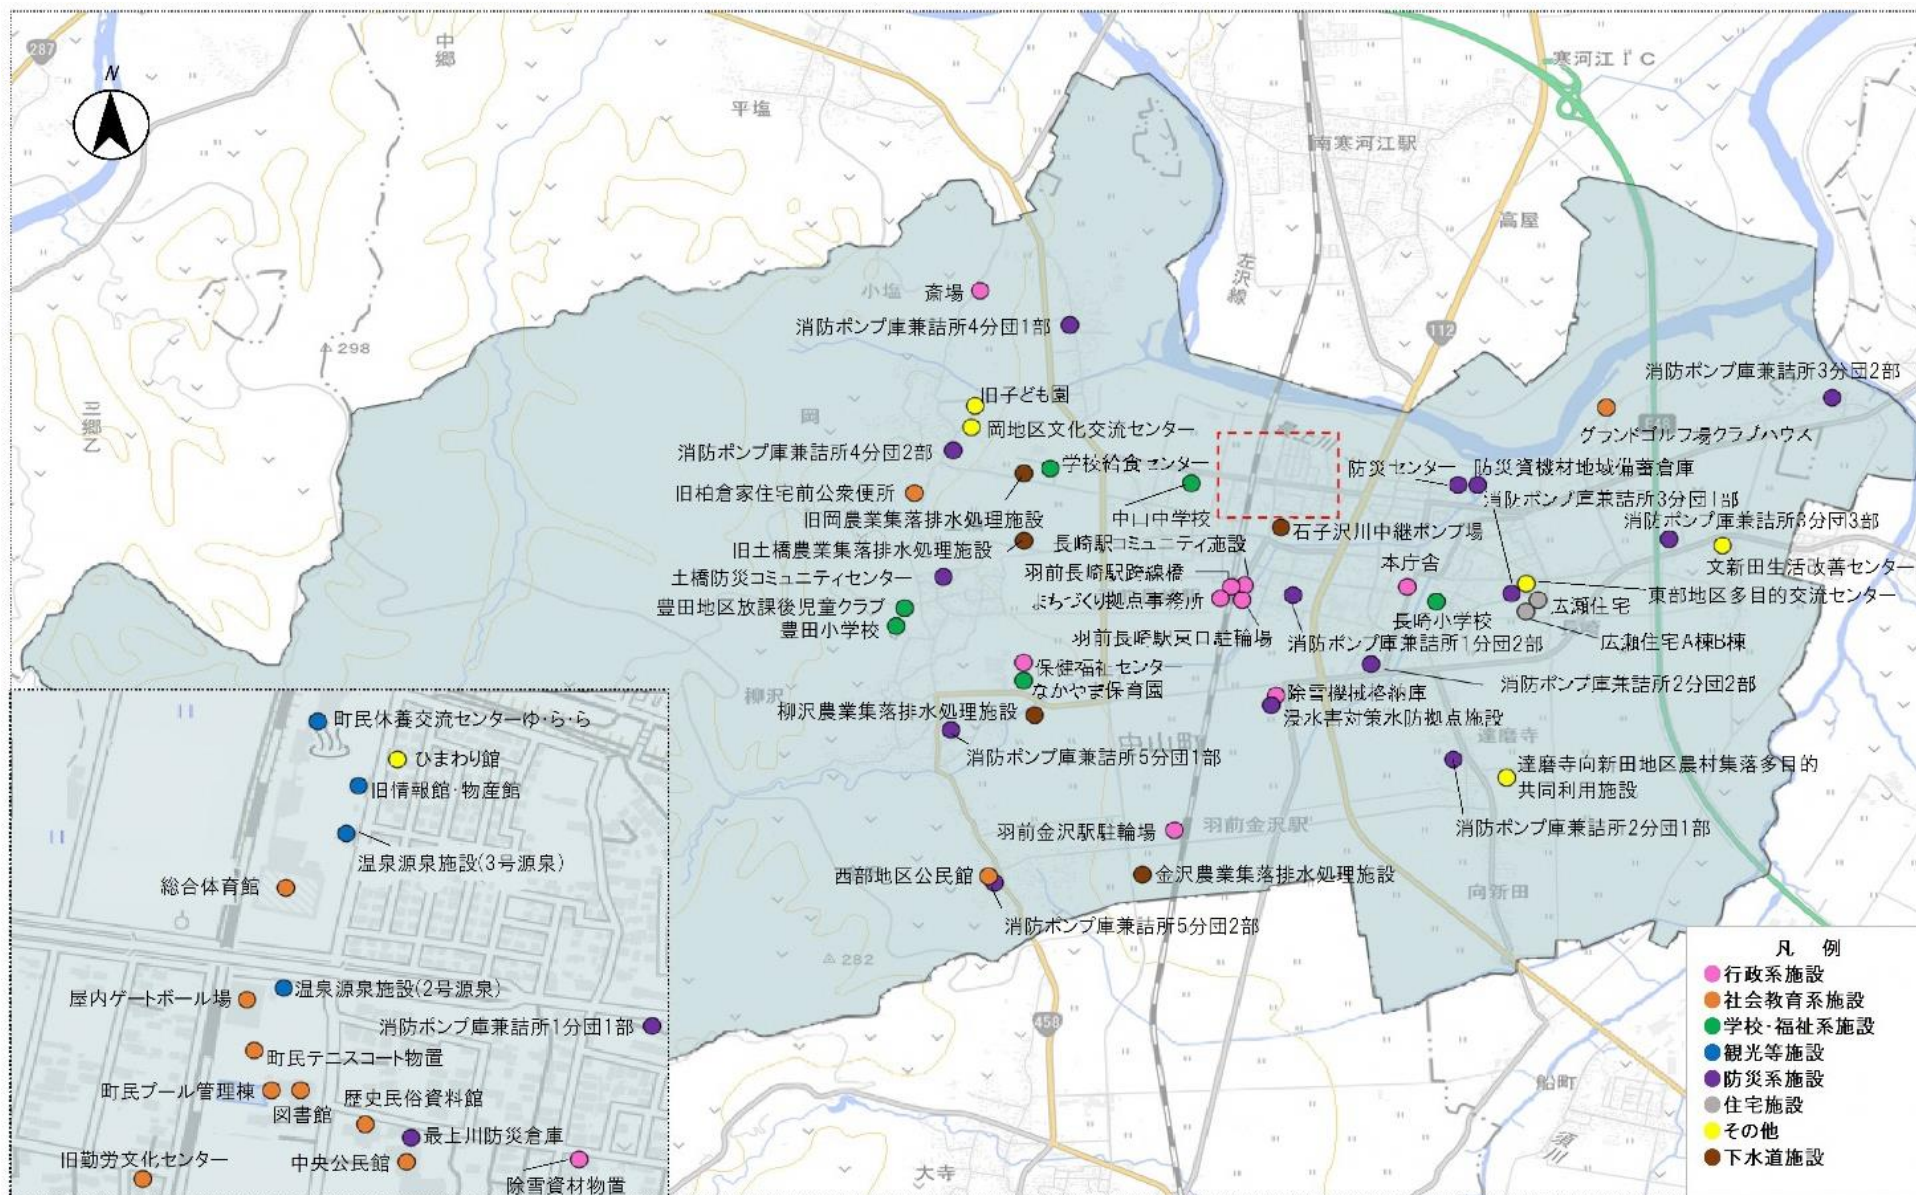 287
N
中郷
平塩
寒河江IC
南寒河江駅
高屋
左沢線
112
小塩
斎場
消防ポンプ庫兼詰所4分団1部
△298
三郷乙
岡
旧子ども園
岡地区文化交流センター
消防ポンプ庫兼詰所4分団2部
学校給食センター
旧柏倉家住宅前公衆便所
旧岡農業集落排水処理施設
中山中学校
最上川
消防ポンプ庫兼詰所3分団2部
グランドゴルフ場クラブハウス
防災センター
防災資機材地域備蓄倉庫
消防ポンプ庫兼詰所3分団1部
消防ポンプ庫兼詰所3分団3部
石子沢川中継ポンプ場
旧土橋農業集落排水処理施設
長崎駅コミュニティ施設
羽前長崎駅跨線橋
本庁舎
文新田生活改善センター
土橋防災コミュニティセンター
まちづくり拠点事務所
東部地区多目的交流センター
豊田地区放課後児童クラブ
豊田小学校
長崎小学校
広瀬住宅
長崎
羽前長崎駅東口駐輪場
消防ポンプ庫兼詰所1分団2部
広瀬住宅A棟B棟
保健福祉センター
なかやま保育園
消防ポンプ庫兼詰所2分団2部
柳沢
除雪機械格納庫
浸水害対策水防拠点施設
柳沢農業集落排水処理施設
中山町
達磨寺
消防ポンプ庫兼詰所5分団1部
達磨寺向新田地区農村集落多目的
共同利用施設
羽前金沢駅駐輪場
羽前金沢駅
消防ポンプ庫兼詰所2分団1部
西部地区公民館
金沢農業集落排水処理施設
向新田
消防ポンプ庫兼詰所5分団2部
△282
458
船町
須川
大寺
町民休養交流センターゆ・ら・ら
ひまわり館
旧情報館・物産館
温泉源泉施設(3号源泉)
総合体育館
温泉源泉施設(2号源泉)
屋内ゲートボール場
消防ポンプ庫兼詰所1分団1部
町民テニスコート物置
町民プール管理棟
図書館
歴史民俗資料館
最上川防災倉庫
旧勤労文化センター
中央公民館
除雪資材物置
凡 例
行政系施設
社会教育系施設
学校・福祉系施設
観光等施設
防災系施設
住宅施設
その他
下水道施設